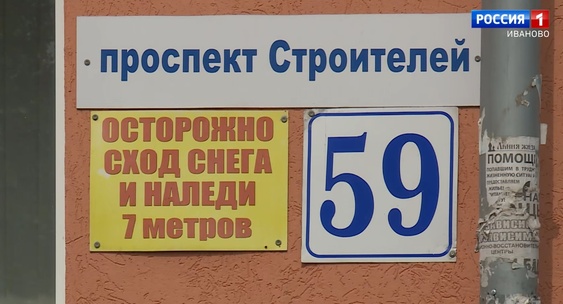 РОССИЯ 1
ИВАНОВО
проспект Строителей
ОСТОРОЖНО
СХОД СНЕГА
И НАЛЕДИ
7 метров
59
ПОМОЩЬ